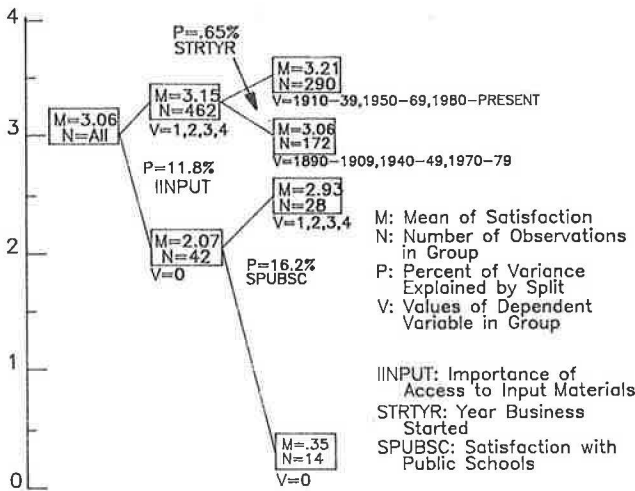 4
P=.65%
STRTYR
M=3.21
N=290
V=1910-39,1950-69,1980-PRESENT
M=3.15
N=462
V=1,2,3,4
M=3.06
N=All
3
M=3.06
N=172
V=1890-1909,1940-49,1970-79
P=11.8%
IINPUT
M=2.93
N=28
V=1,2,3,4
M=2.07
N=42
V=0
2
P=16.2%
SPUBSC
M: Mean of Satisfaction
N: Number of Observations
in Group
P: Percent of Variance
Explained by Split
V: Values of Dependent
Variable in Group
1
IINPUT: Importance of
Access to Input Materials
STRTYR: Year Business
Started
SPUBSC: Satisfaction with
Public Schools
M=.35
N=14
V=0
0